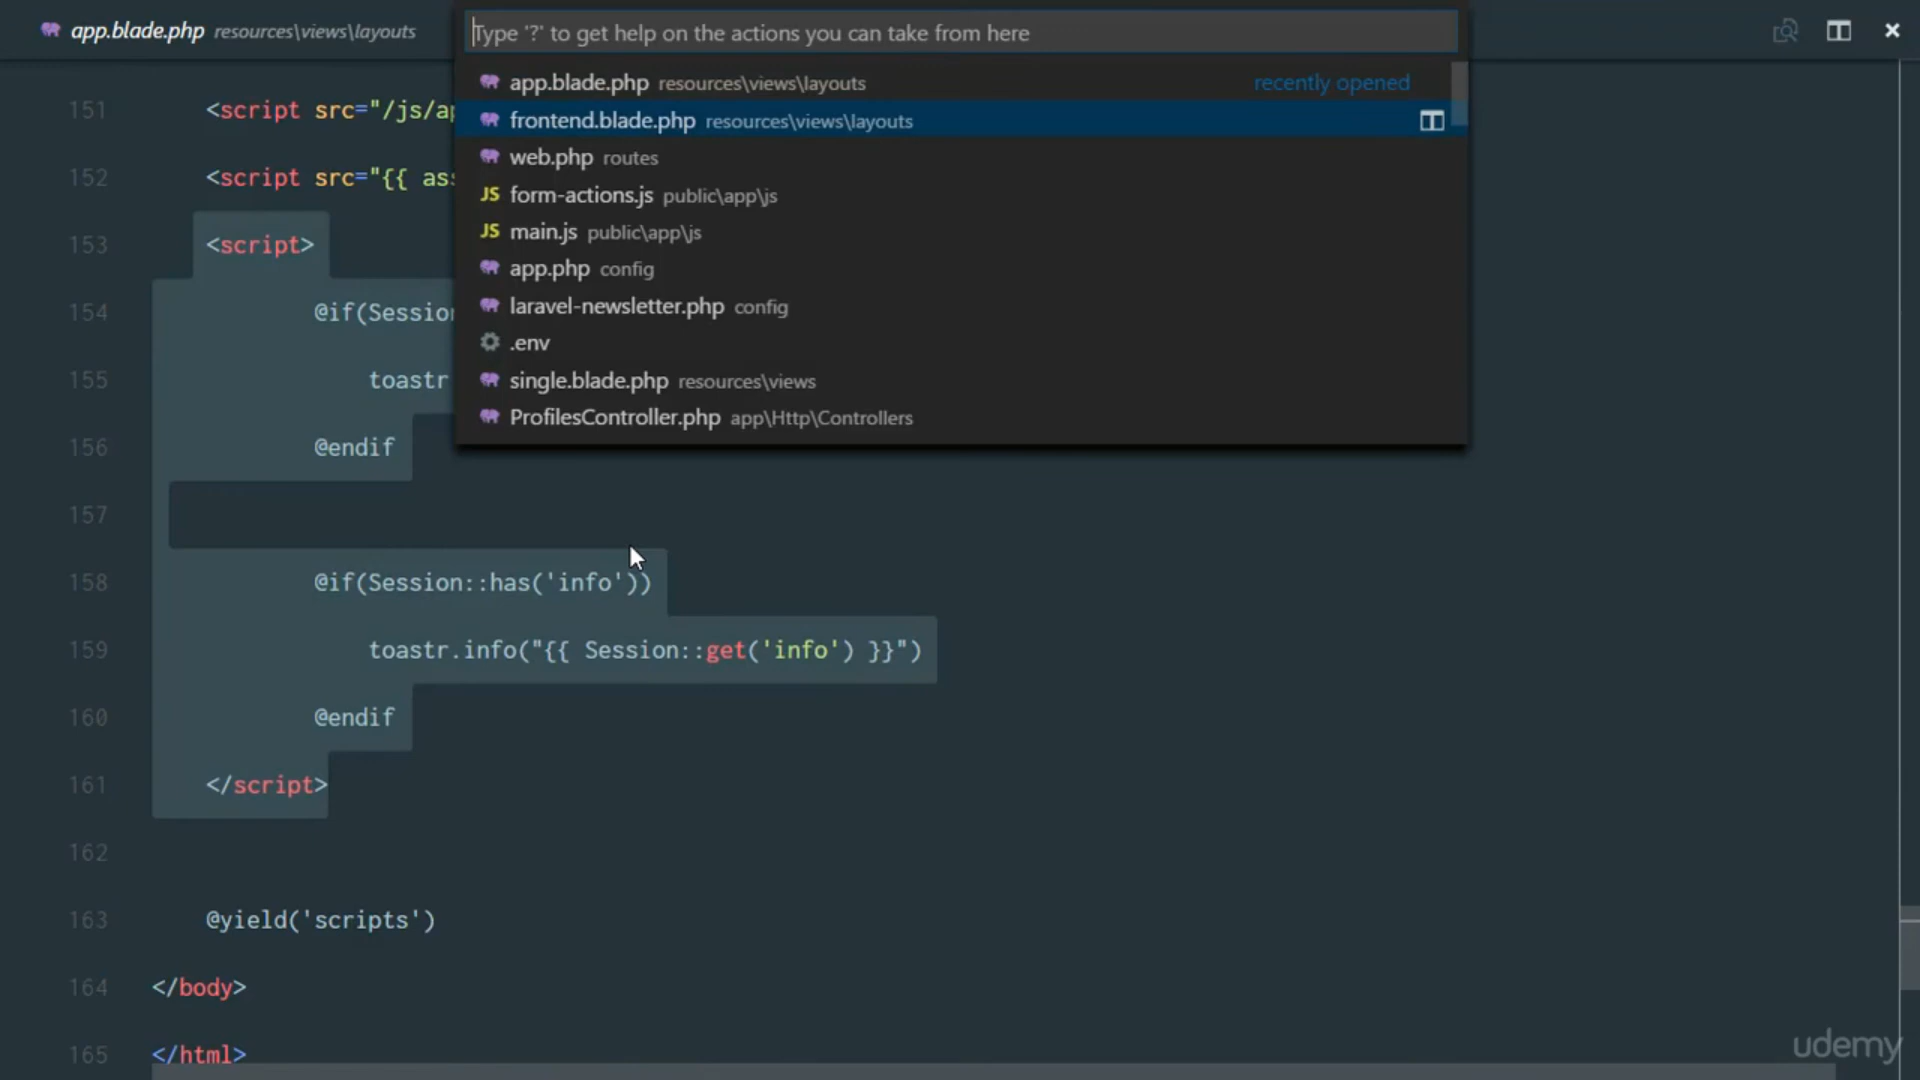 app.blade.php resources\views\layouts
Type '?' to get help on the actions you can take from here
app.blade.php resources\views\layouts recently opened
frontend.blade.php resources\views\layouts
web.php routes
JS form-actions.js public\app\js
JS main.js public\app\js
app.php config
laravel-newsletter.php config
.env
single.blade.php resources\views
ProfilesController.php app\Http\Controllers
151 <script src="/js/ap
152 <script src="{{ ass
153 <script>
154 @if(Session
155 toastr
156 @endif
157
158 @if(Session::has('info'))
159 toastr.info("{{ Session::get('info') }}")
160 @endif
161 </script>
162
163 @yield('scripts')
164 </body>
165 </html>
udemy